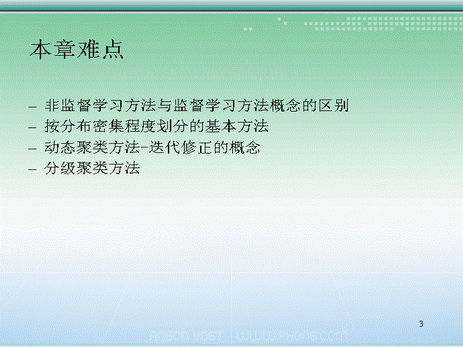 本章难点
– 非监督学习方法与监督学习方法概念的区别
– 按分布密集程度划分的基本方法
– 动态聚类方法-迭代修正的概念
– 分级聚类方法
3